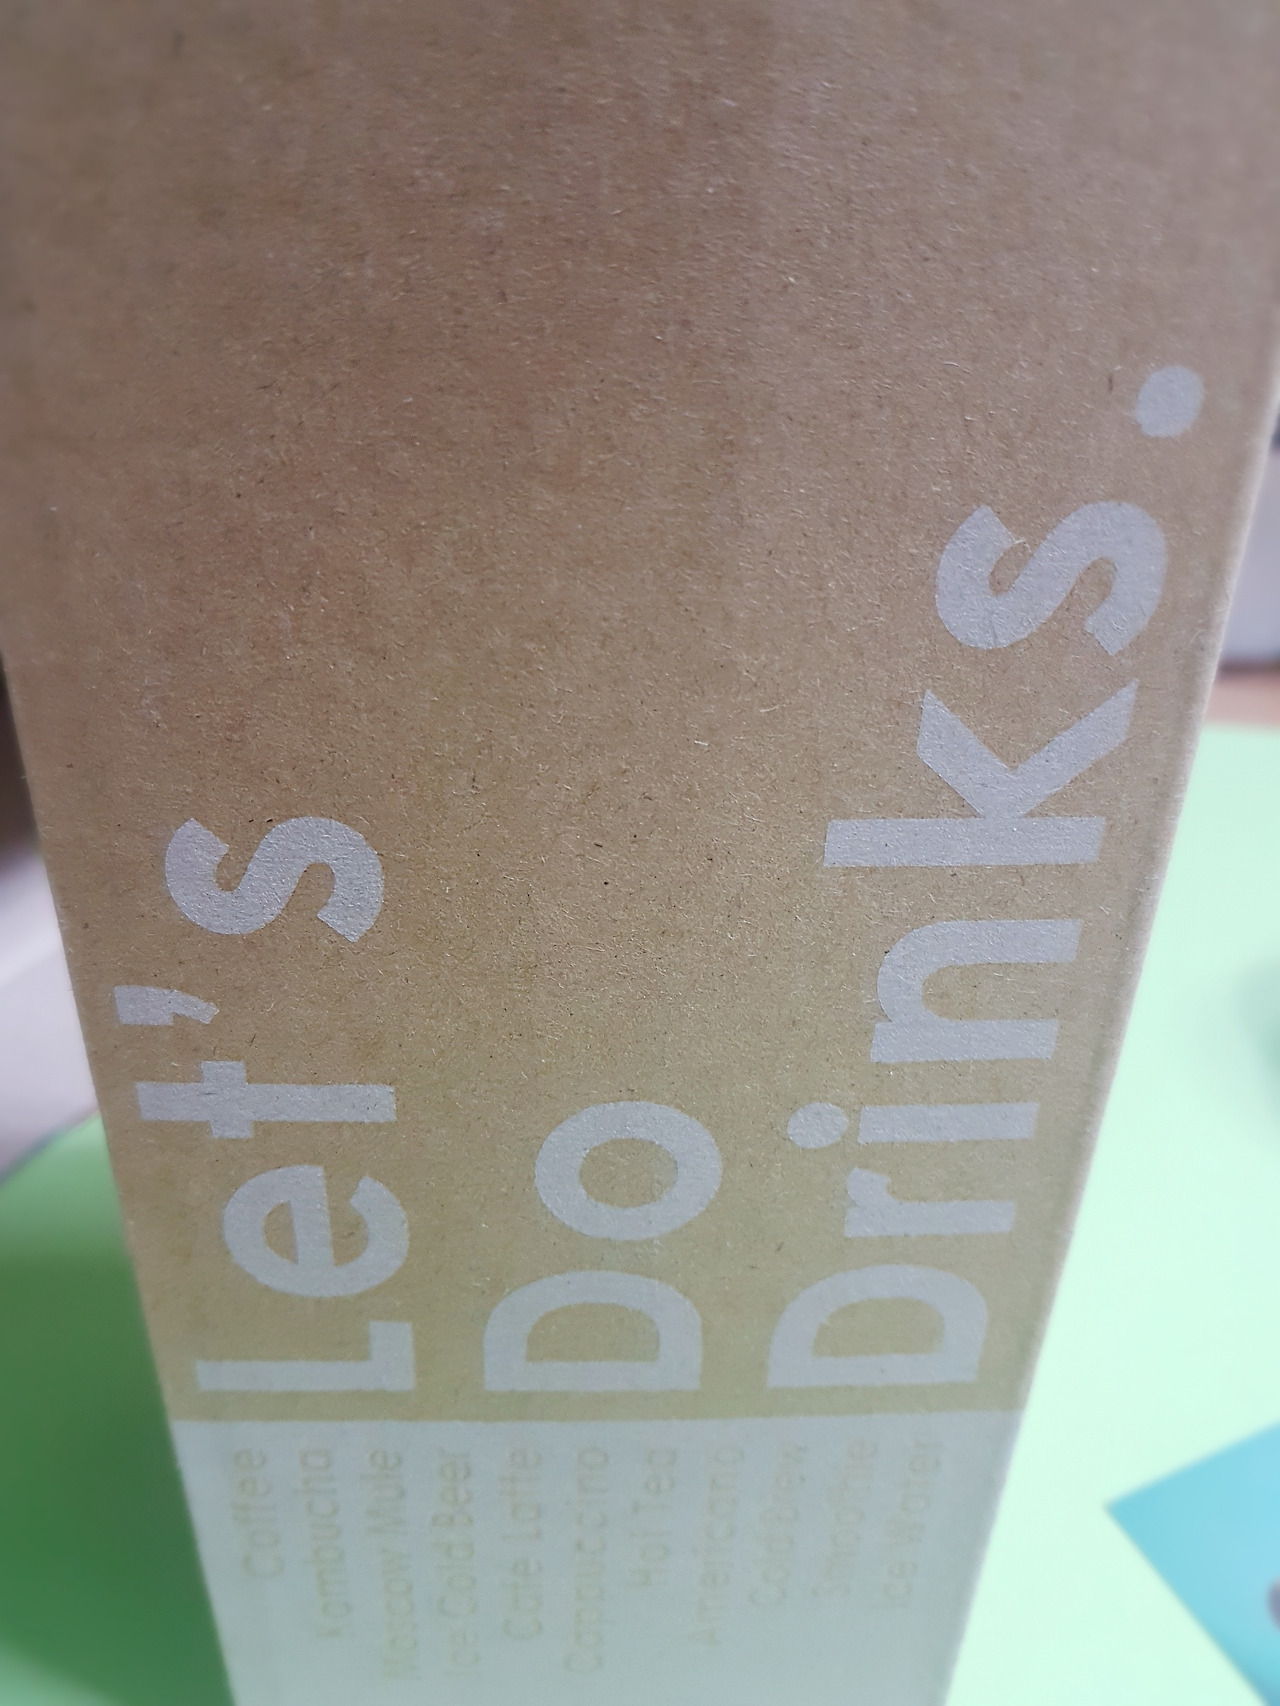 Let's
Do
Drinks.
Coffee
Kombucha
Moscow Mule
Ice Cold Beer
Café Latte
Cappuccino
Hot Tea
Americano
Cold Brew
Smoothie
Ice Water